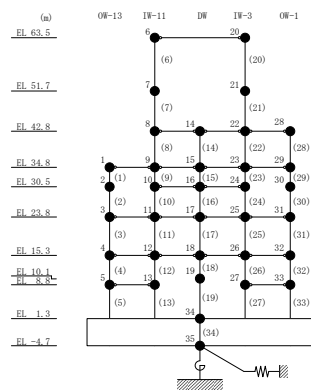 (m) OW-13 IW-11 DW IW-3 OW-1
EL 63.5 6 20
(6) (20)
EL 51.7 7 21
(7) (21)
EL 42.8 8 14 22 28
(8) (14) (22) (28)
EL 34.8 1 9 15 23 29
(1) (9) (15) (23) (29)
EL 30.5 2 10 16 24 30
(2) (10) (16) (24) (30)
EL 23.8 3 11 17 25 31
(3) (11) (17) (25) (31)
EL 15.3 4 12 18 26 32
(4) (12) (18) (26) (32)
EL 10.1 19
EL 8.8 5 13 27 33
(5) (13) (19) (27) (33)
EL 1.3 34
(34)
EL -4.7 35